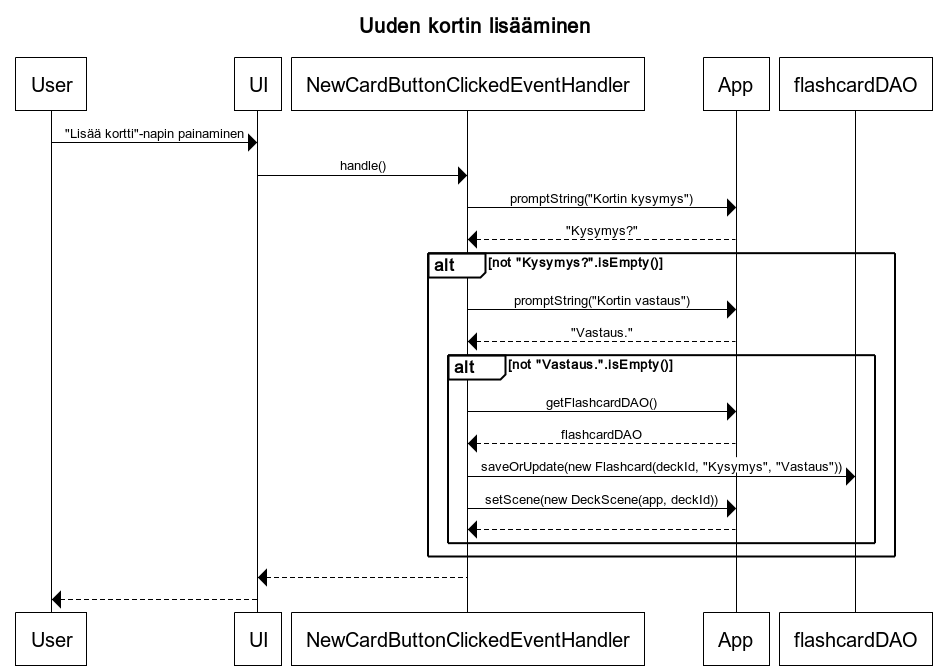 Uuden kortin lisääminen
User
UI
NewCardButtonClickedEventHandler
App
flashcardDAO
"Lisää kortti"-napin painaminen
handle()
promptString("Kortin kysymys")
"Kysymys?"
alt [not "Kysymys?".isEmpty()]
promptString("Kortin vastaus")
"Vastaus."
alt [not "Vastaus.".isEmpty()]
getFlashcardDAO()
flashcardDAO
saveOrUpdate(new Flashcard(deckId, "Kysymys", "Vastaus"))
setScene(new DeckScene(app, deckId))
User
UI
NewCardButtonClickedEventHandler
App
flashcardDAO